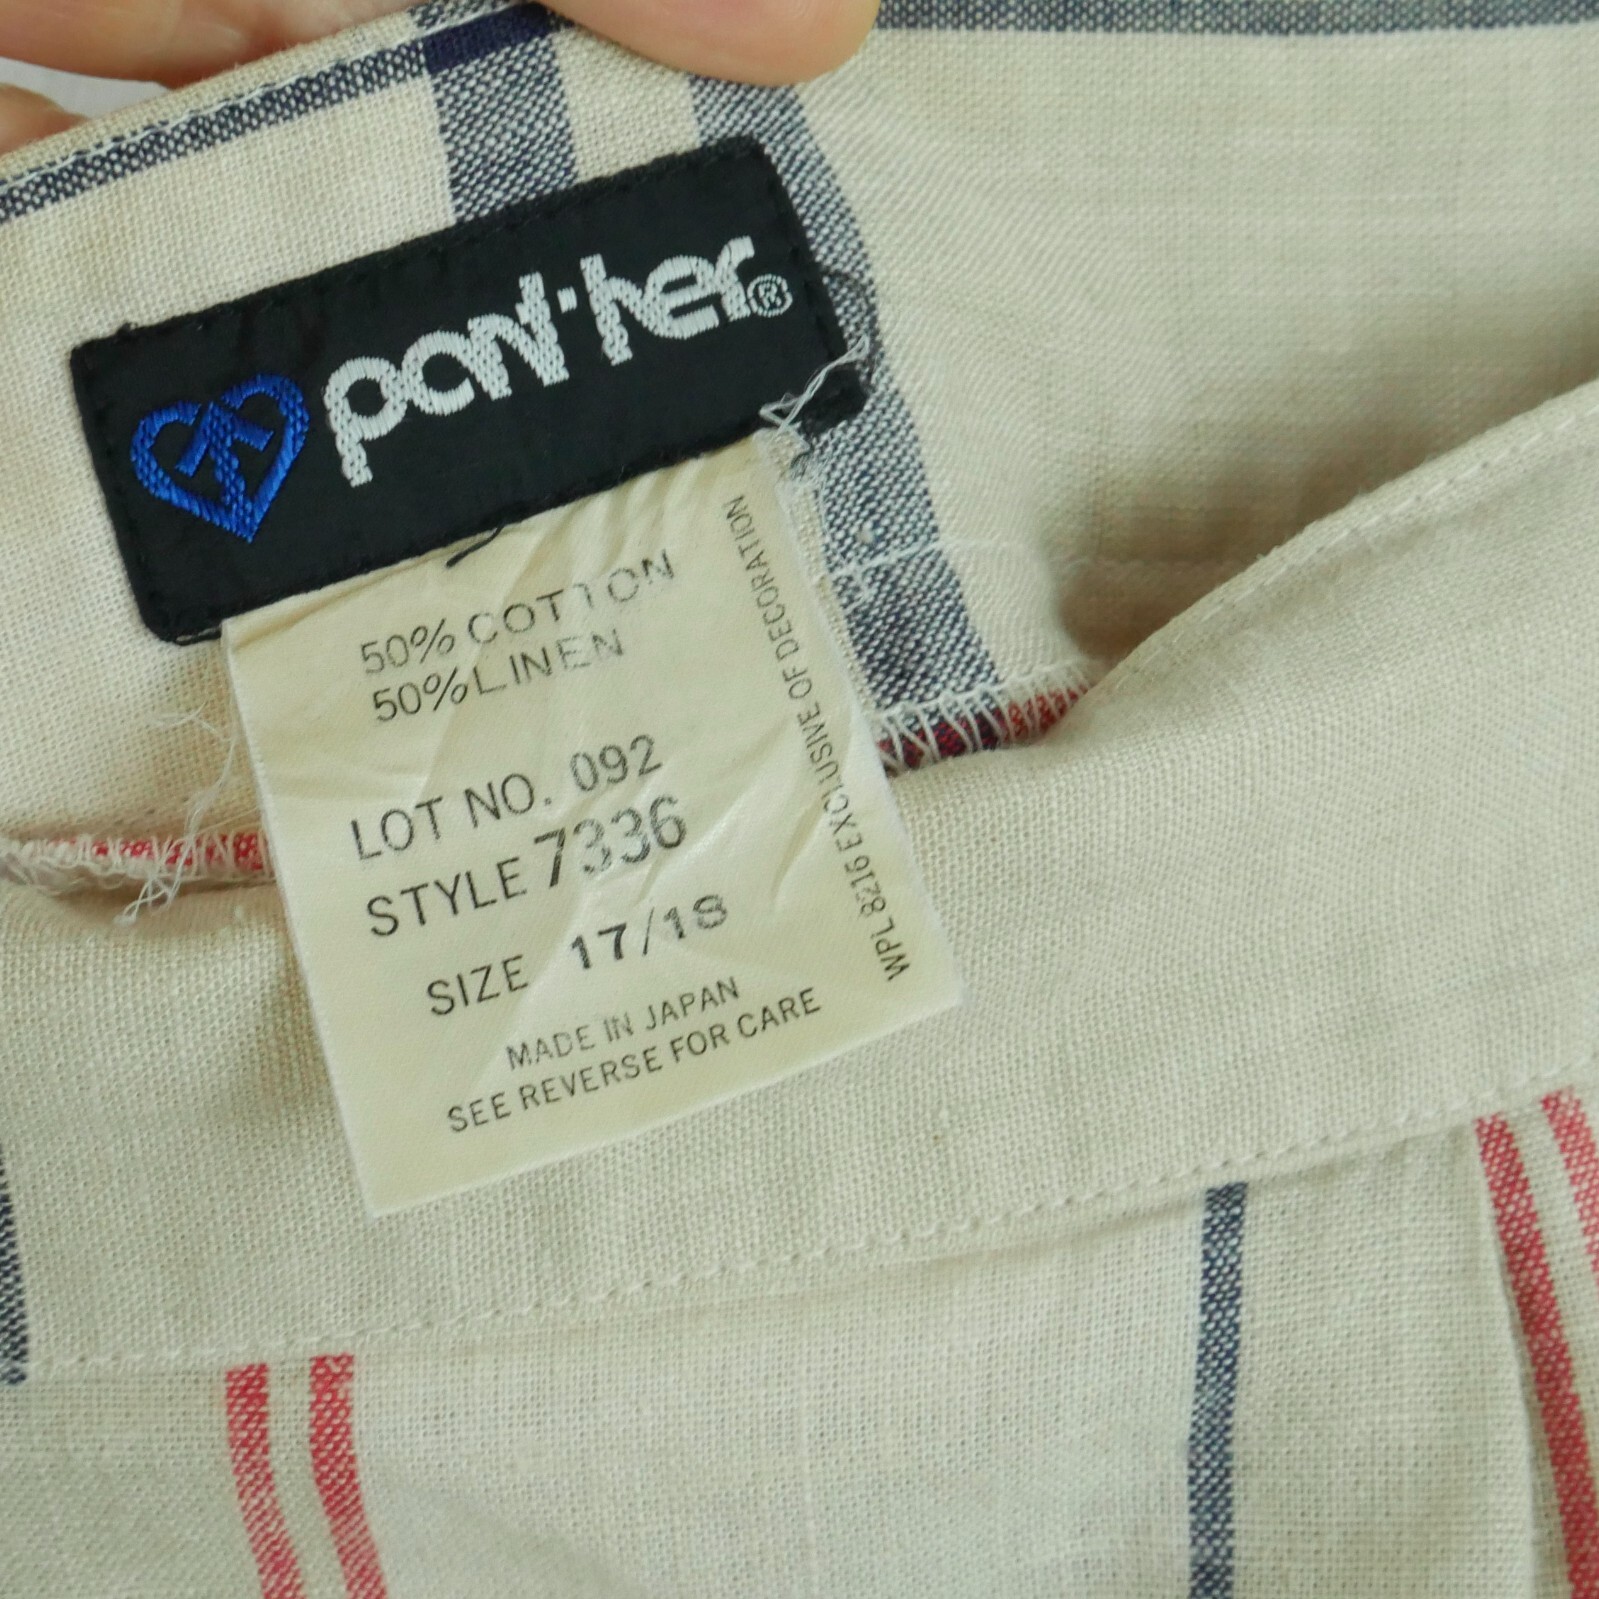 pant·her®
50% COTTON
50% LINEN
LOT NO. 092
STYLE 7336
SIZE 17/18
MADE IN JAPAN
SEE REVERSE FOR CARE
WPL 8216 EXCLUSIVE OF DECORATION